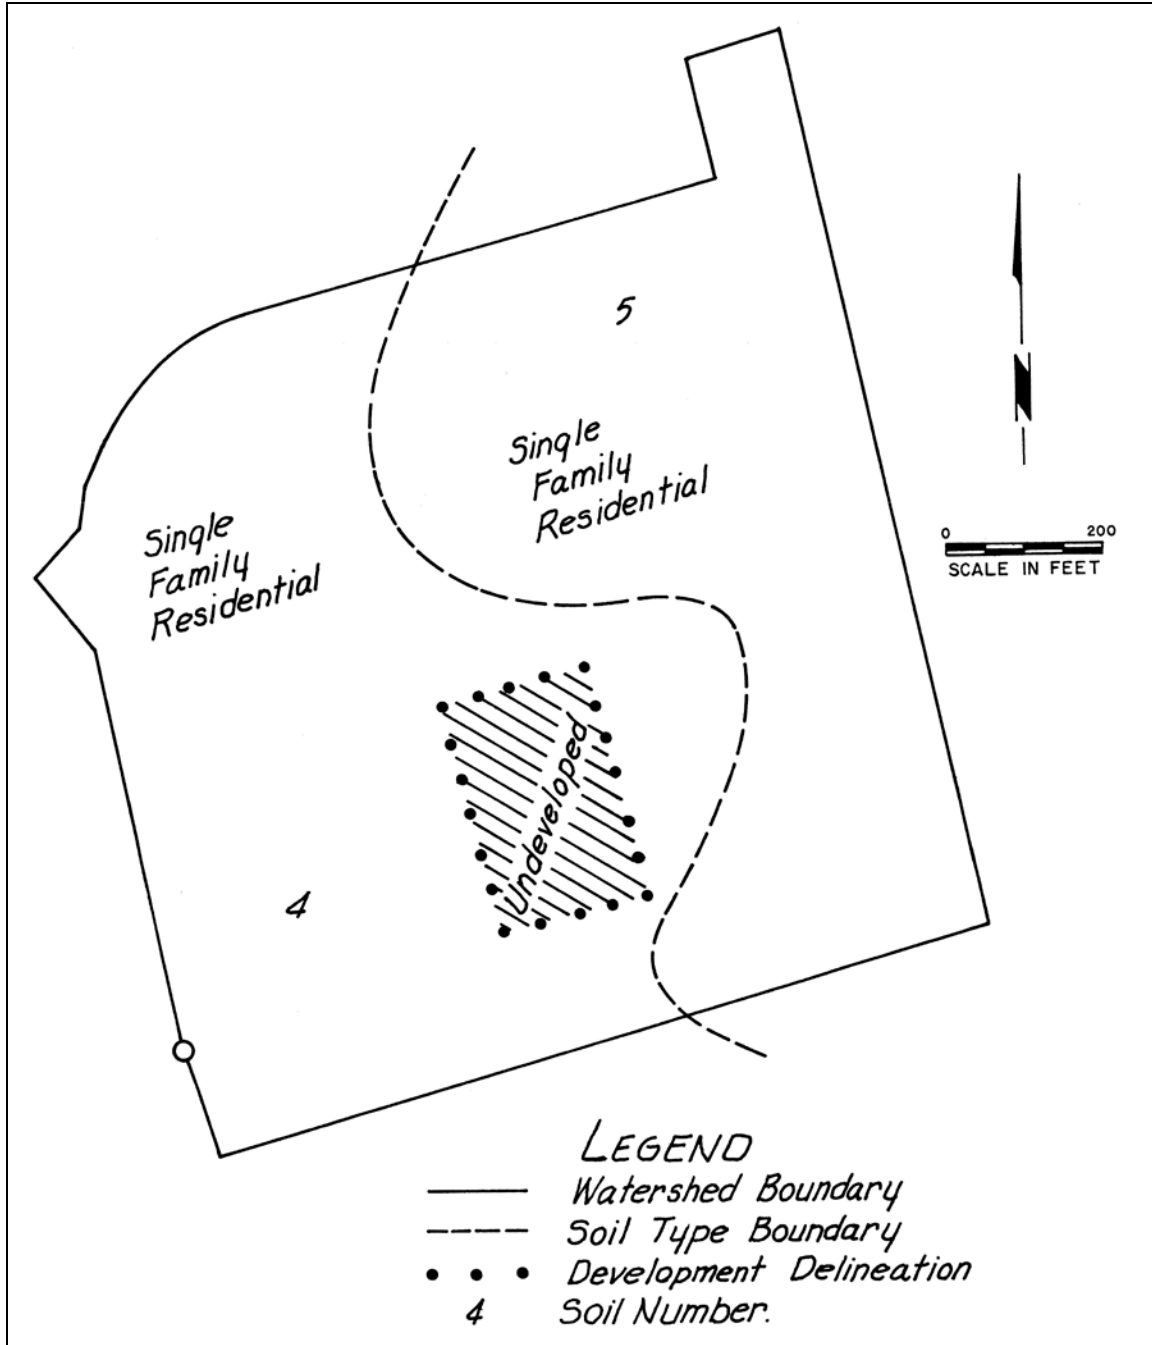 5
Single
Family
Residential
Single
Family
Residential
N
0 200
SCALE IN FEET
Undeveloped
4
LEGEND
Watershed Boundary
Soil Type Boundary
Development Delineation
4 Soil Number.